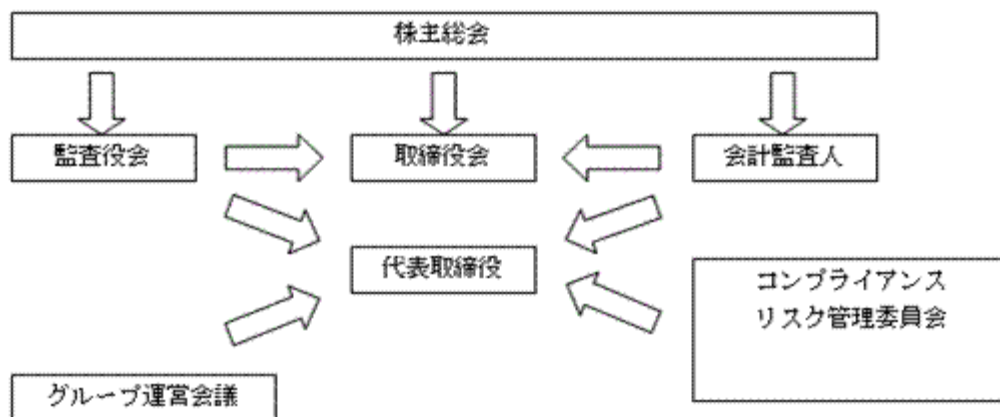 株主総会
監査役会
取締役会
会計監査人
代表取締役
コンプライアンス
リスク管理委員会
グループ運営会議